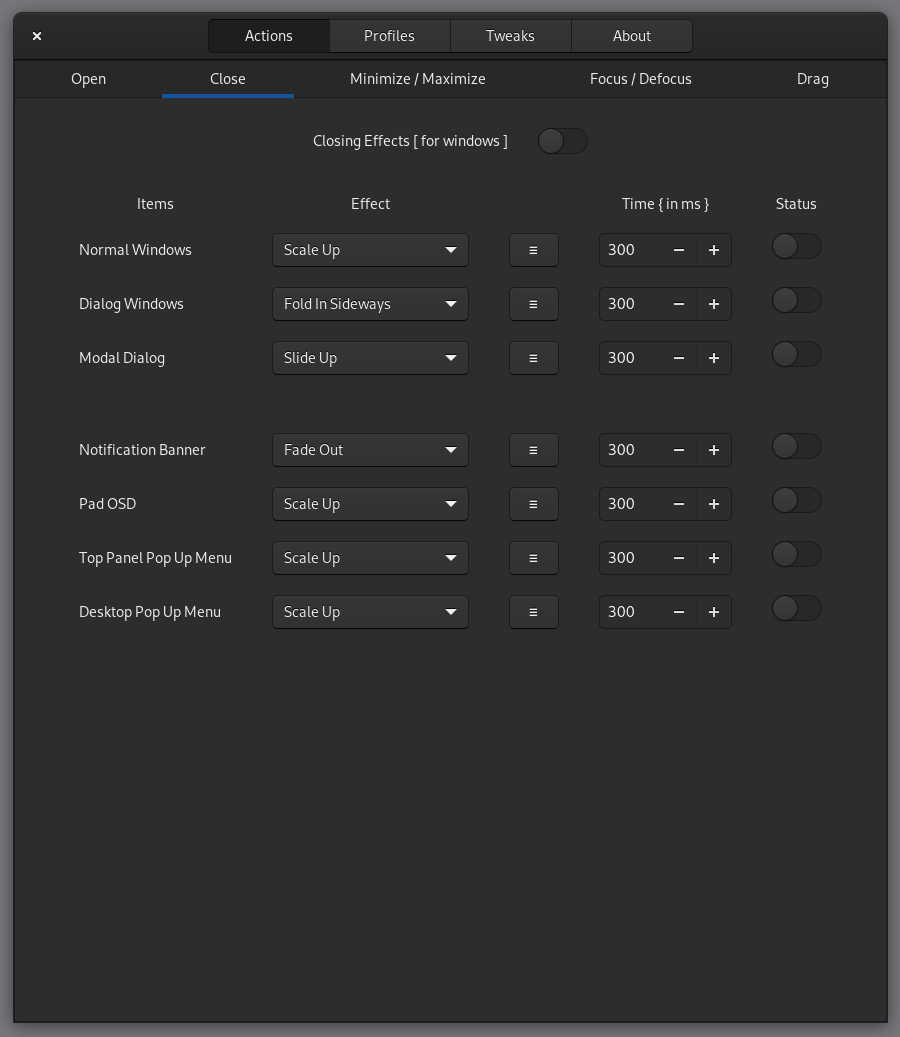 Actions Profiles Tweaks About
Open Close Minimize / Maximize Focus / Defocus Drag
Closing Effects [ for windows ]
Items Effect Time { in ms } Status
Normal Windows Scale Up 300
Dialog Windows Fold In Sideways 300
Modal Dialog Slide Up 300
Notification Banner Fade Out 300
Pad OSD Scale Up 300
Top Panel Pop Up Menu Scale Up 300
Desktop Pop Up Menu Scale Up 300